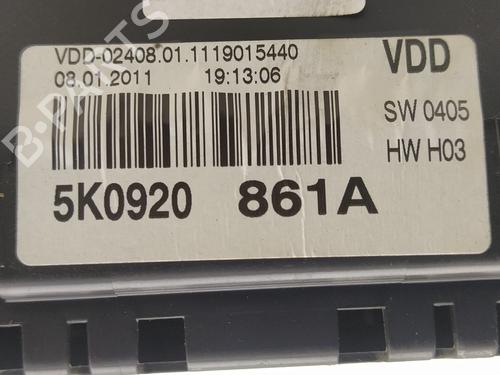 VDD-02408.01.1119015440
08.01.2011 19:13:06
VDD
SW 0405
HW H03
5K0920 861A
B-PARTS